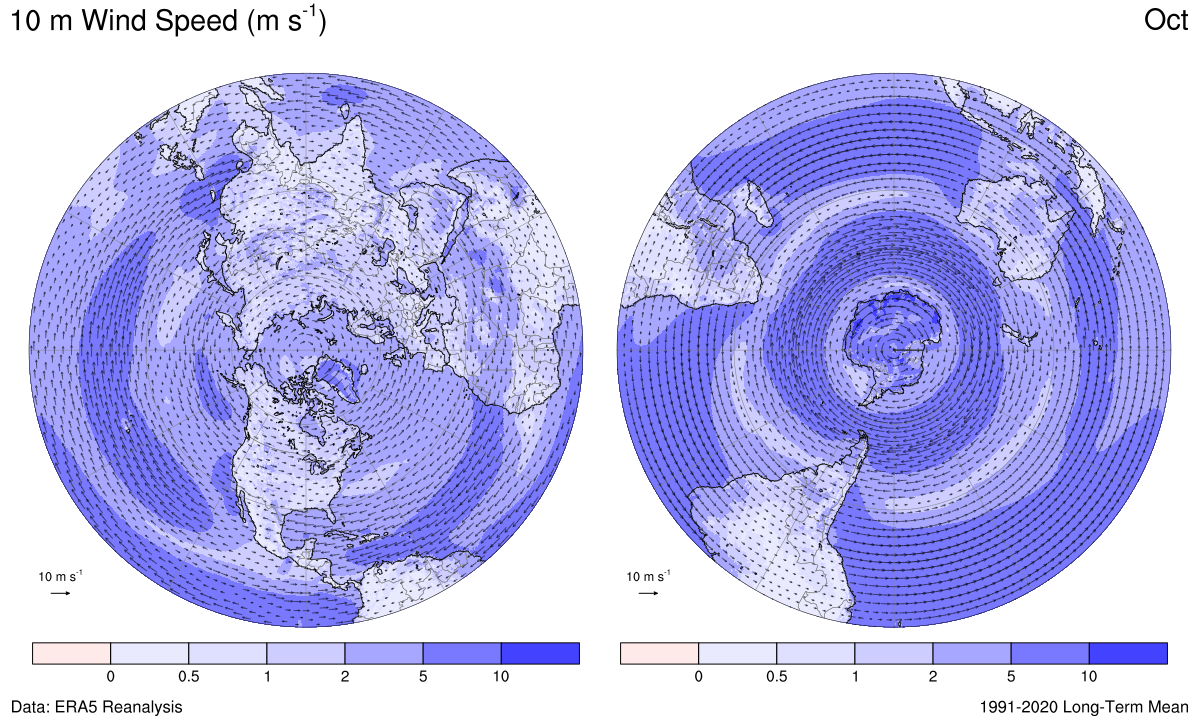 10 m Wind Speed (m s-1) Oct
10 m s-1 10 m s-1
0 0.5 1 2 5 10 0 0.5 1 2 5 10
Data: ERA5 Reanalysis 1991-2020 Long-Term Mean